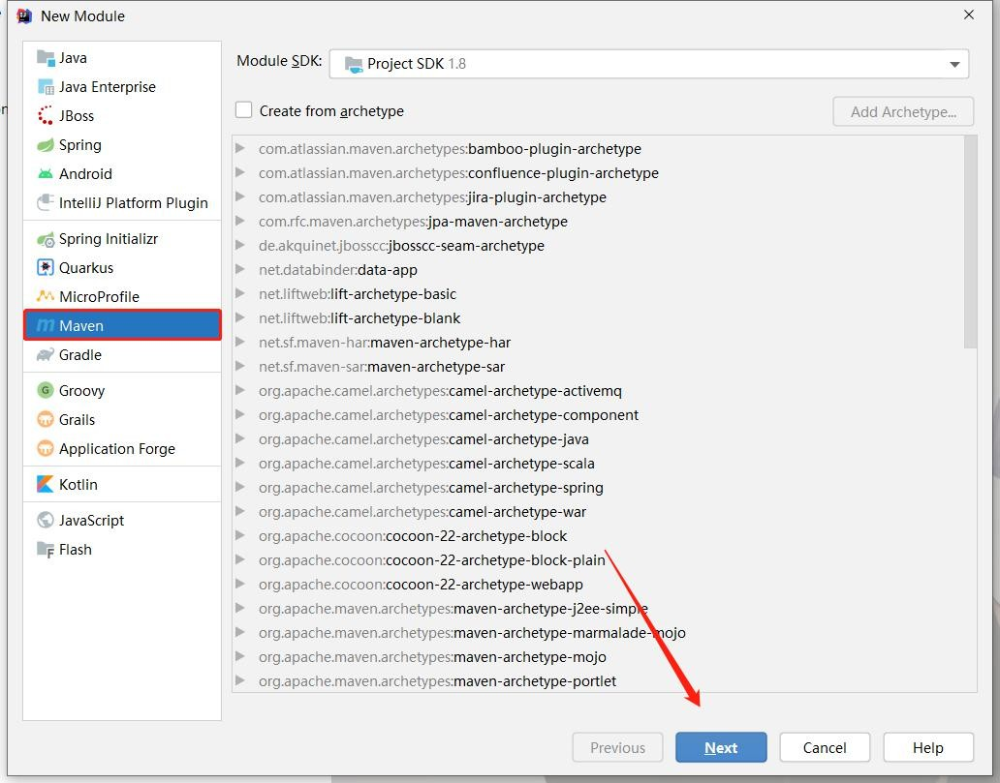 New Module
Java
Java Enterprise
JBoss
Spring
Android
IntelliJ Platform Plugin
Spring Initializr
Quarkus
MicroProfile
Maven
Gradle
Groovy
Grails
Application Forge
Kotlin
JavaScript
Flash
Module SDK: Project SDK 1.8
Create from archetype Add Archetype...
com.atlassian.maven.archetypes:bamboo-plugin-archetype
com.atlassian.maven.archetypes:confluence-plugin-archetype
com.atlassian.maven.archetypes:jira-plugin-archetype
com.rfc.maven.archetypes:jpa-maven-archetype
de.akquinet.jbosscc:jbosscc-seam-archetype
net.databinder:data-app
net.liftweb:lift-archetype-basic
net.liftweb:lift-archetype-blank
net.sf.maven-har:maven-archetype-har
net.sf.maven-sar:maven-archetype-sar
org.apache.camel.archetypes:camel-archetype-activemq
org.apache.camel.archetypes:camel-archetype-component
org.apache.camel.archetypes:camel-archetype-java
org.apache.camel.archetypes:camel-archetype-scala
org.apache.camel.archetypes:camel-archetype-spring
org.apache.camel.archetypes:camel-archetype-war
org.apache.cocoon:cocoon-22-archetype-block
org.apache.cocoon:cocoon-22-archetype-block-plain
org.apache.cocoon:cocoon-22-archetype-webapp
org.apache.maven.archetypes:maven-archetype-j2ee-simple
org.apache.maven.archetypes:maven-archetype-marmalade-mojo
org.apache.maven.archetypes:maven-archetype-mojo
org.apache.maven.archetypes:maven-archetype-portlet
Previous Next Cancel Help